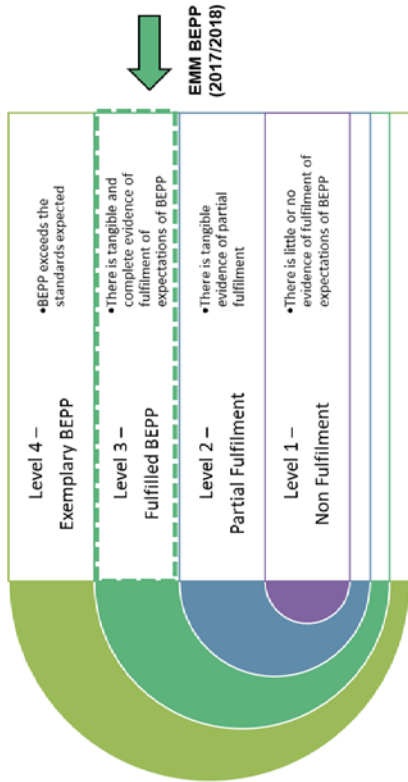 Level 4 –
Exemplary BEPP
•BEPP exceeds the
standards expected
Level 3 –
Fulfilled BEPP
•There is tangible and
complete evidence of
fulfilment of
expectations of BEPP
EMM BEPP
(2017/2018)
Level 2 –
Partial Fulfilment
•There is tangible
evidence of partial
fulfilment
Level 1 –
Non Fulfilment
•There is little or no
evidence of fulfilment of
expectations of BEPP